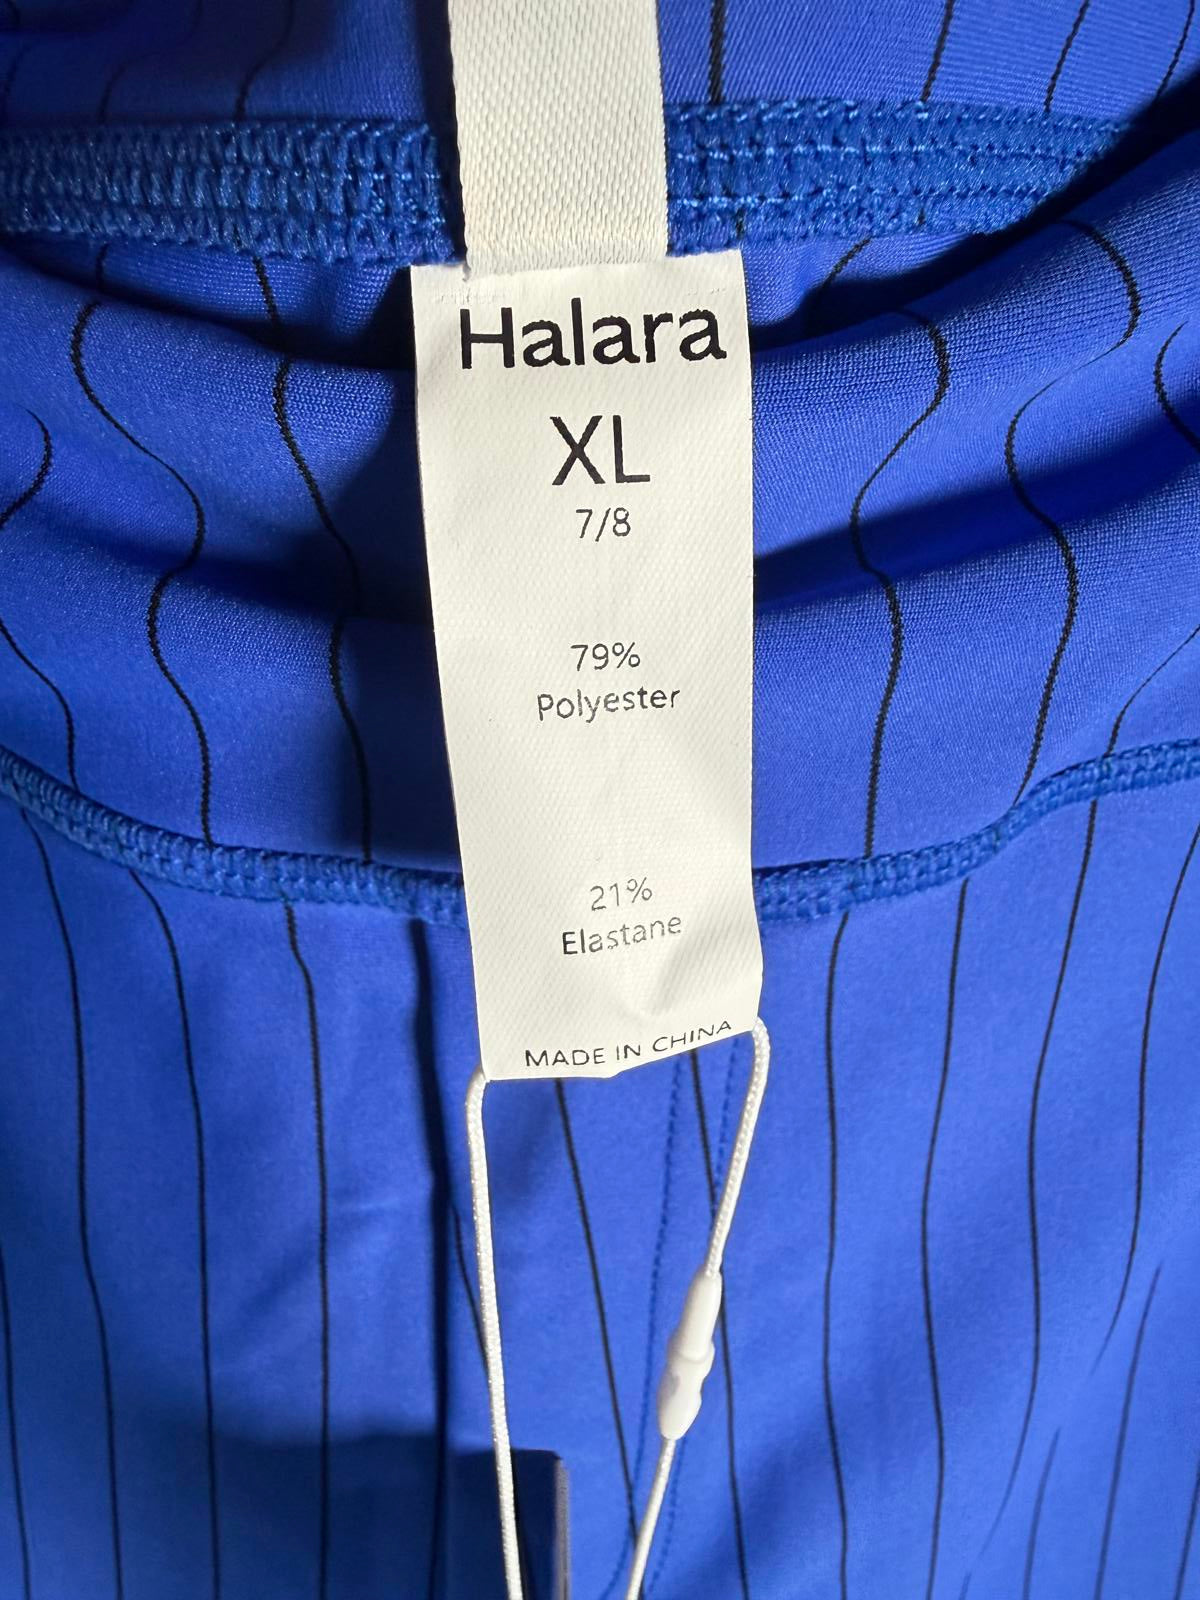 Halara
XL
7/8
79%
Polyester
21%
Elastane
MADE IN CHINA